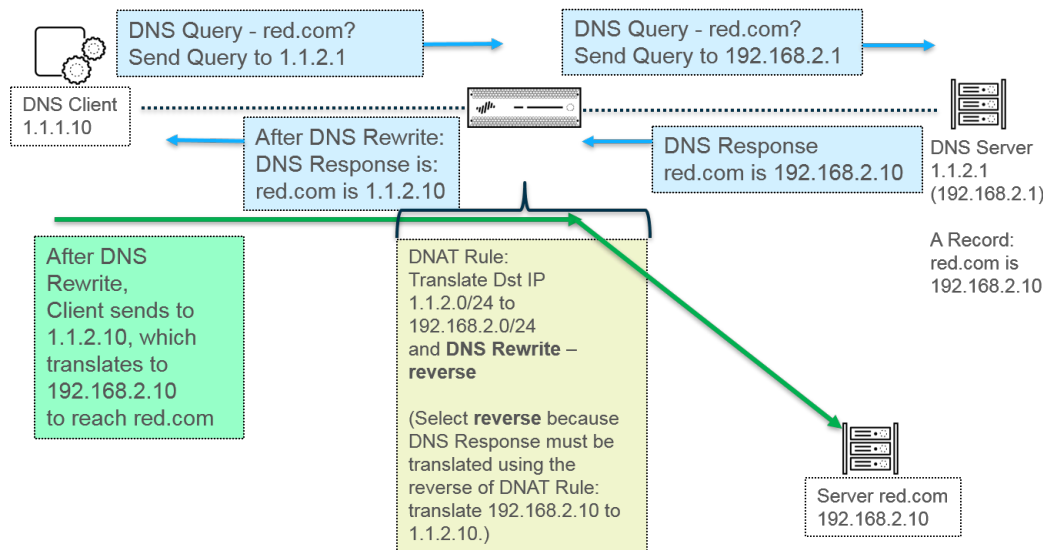 DNS Query - red.com?
Send Query to 1.1.2.1
DNS Query - red.com?
Send Query to 192.168.2.1
DNS Client
1.1.1.10
After DNS Rewrite:
DNS Response is:
red.com is 1.1.2.10
DNS Response
red.com is 192.168.2.10
DNS Server
1.1.2.1
(192.168.2.1)
A Record:
red.com is
192.168.2.10
After DNS
Rewrite,
Client sends to
1.1.2.10, which
translates to
192.168.2.10
to reach red.com
DNAT Rule:
Translate Dst IP
1.1.2.0/24 to
192.168.2.0/24
and DNS Rewrite –
reverse
(Select reverse because
DNS Response must be
translated using the
reverse of DNAT Rule:
translate 192.168.2.10 to
1.1.2.10.)
Server red.com
192.168.2.10